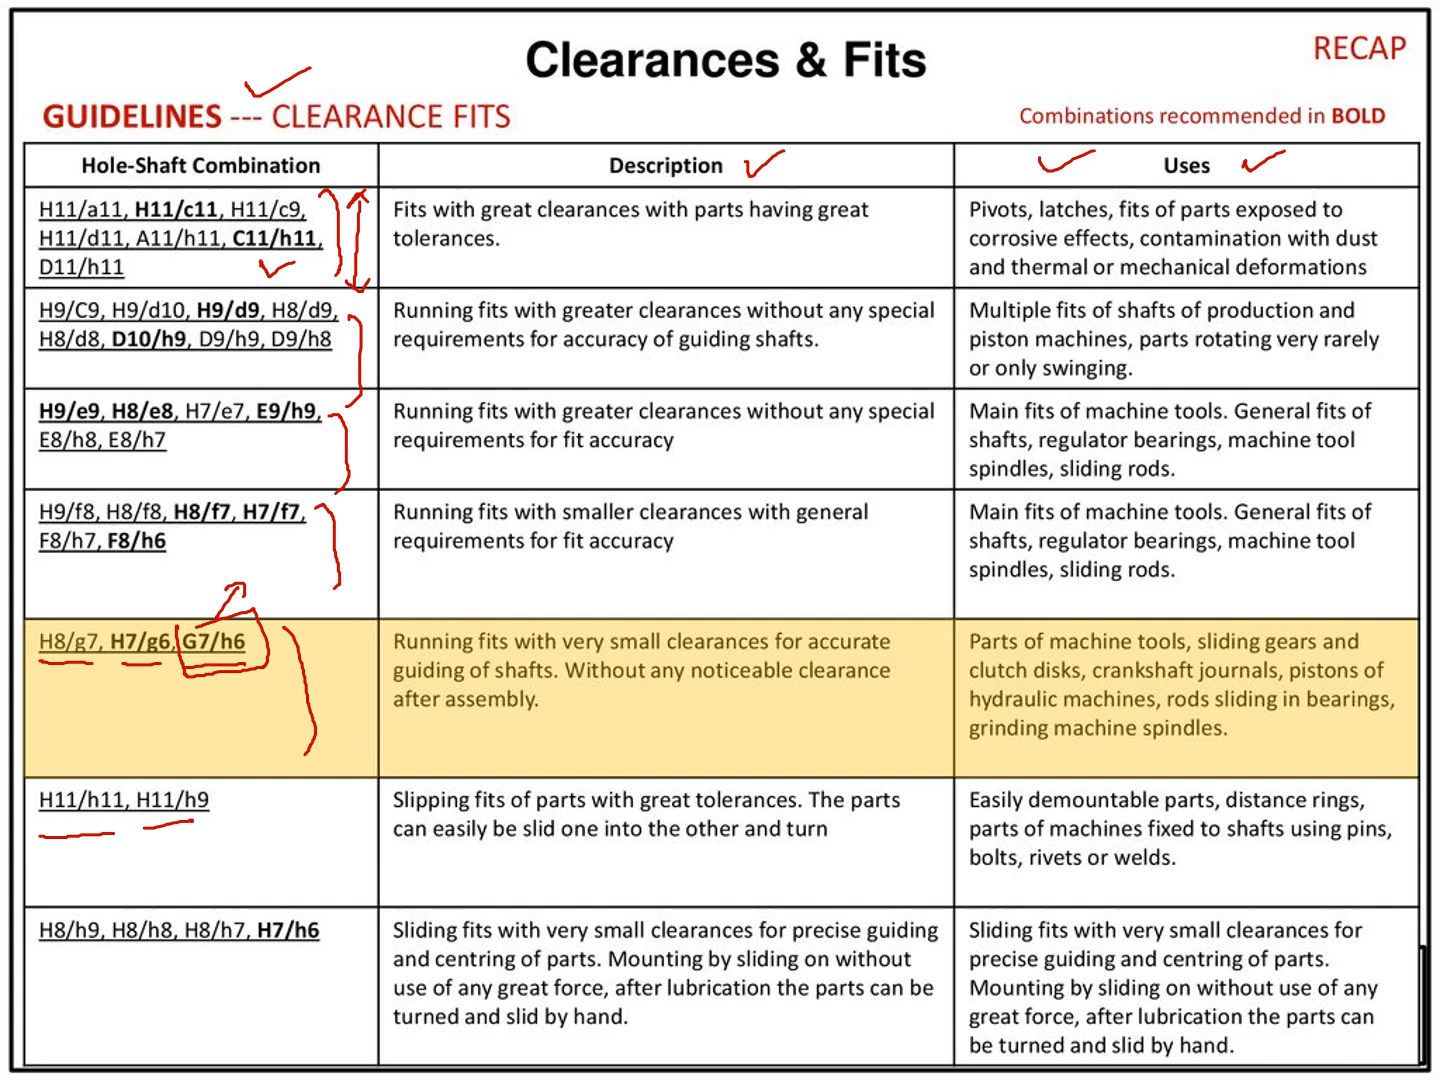 Clearances & Fits
RECAP
GUIDELINES --- CLEARANCE FITS
Combinations recommended in BOLD
Hole-Shaft Combination
Description
Uses
H11/a11, H11/c11, H11/c9,
H11/d11, A11/h11, C11/h11,
D11/h11
Fits with great clearances with parts having great
tolerances.
Pivots, latches, fits of parts exposed to
corrosive effects, contamination with dust
and thermal or mechanical deformations
H9/C9, H9/d10, H9/d9, H8/d9,
H8/d8, D10/h9, D9/h9, D9/h8
Running fits with greater clearances without any special
requirements for accuracy of guiding shafts.
Multiple fits of shafts of production and
piston machines, parts rotating very rarely
or only swinging.
H9/e9, H8/e8, H7/e7, E9/h9,
E8/h8, E8/h7
Running fits with greater clearances without any special
requirements for fit accuracy
Main fits of machine tools. General fits of
shafts, regulator bearings, machine tool
spindles, sliding rods.
H9/f8, H8/f8, H8/f7, H7/f7,
F8/h7, F8/h6
Running fits with smaller clearances with general
requirements for fit accuracy
Main fits of machine tools. General fits of
shafts, regulator bearings, machine tool
spindles, sliding rods.
H8/g7, H7/g6, G7/h6
Running fits with very small clearances for accurate
guiding of shafts. Without any noticeable clearance
after assembly.
Parts of machine tools, sliding gears and
clutch disks, crankshaft journals, pistons of
hydraulic machines, rods sliding in bearings,
grinding machine spindles.
H11/h11, H11/h9
Slipping fits of parts with great tolerances. The parts
can easily be slid one into the other and turn
Easily demountable parts, distance rings,
parts of machines fixed to shafts using pins,
bolts, rivets or welds.
H8/h9, H8/h8, H8/h7, H7/h6
Sliding fits with very small clearances for precise guiding
and centring of parts. Mounting by sliding on without
use of any great force, after lubrication the parts can be
turned and slid by hand.
Sliding fits with very small clearances for
precise guiding and centring of parts.
Mounting by sliding on without use of any
great force, after lubrication the parts can
be turned and slid by hand.